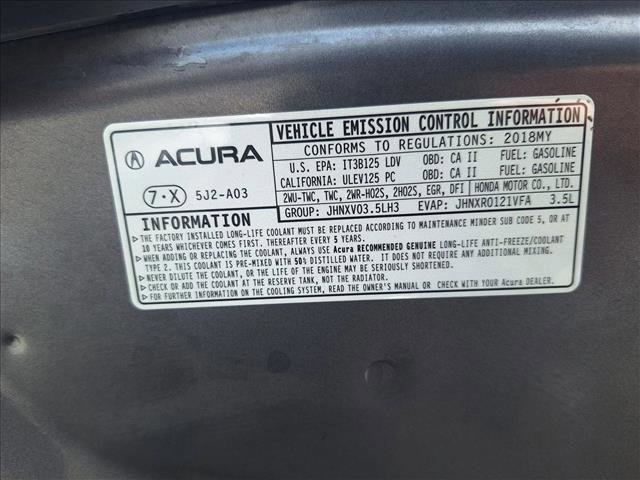 ACURA
7·X 5J2-A03
VEHICLE EMISSION CONTROL INFORMATION
CONFORMS TO REGULATIONS: 2018MY
U.S. EPA: IT3B125 LDV OBD: CA II FUEL: GASOLINE
CALIFORNIA: ULEV125 PC OBD: CA II FUEL: GASOLINE
2WU-TWC, TWC, 2WR-HO2S, 2HO2S, EGR, DFI HONDA MOTOR CO., LTD.
GROUP: JHNXV03.5LH3 EVAP: JHNXR0121VFA 3.5L
INFORMATION
▷THE FACTORY INSTALLED LONG-LIFE COOLANT MUST BE REPLACED ACCORDING TO MAINTENANCE MINDER SUB CODE 5, OR AT
10 YEARS WHICHEVER COMES FIRST. THEREAFTER EVERY 5 YEARS.
▷WHEN ADDING OR REPLACING THE COOLANT, ALWAYS USE Acura RECOMMENDED GENUINE LONG-LIFE ANTI-FREEZE/COOLANT
TYPE 2. THIS COOLANT IS PRE-MIXED WITH 50% DISTILLED WATER. IT DOES NOT REQUIRE ANY ADDITIONAL MIXING.
▷NEVER DILUTE THE COOLANT, OR THE LIFE OF THE ENGINE MAY BE SERIOUSLY SHORTENED.
▷CHECK OR ADD THE COOLANT AT THE RESERVE TANK, NOT THE RADIATOR.
▷FOR FURTHER INFORMATION ON THE COOLING SYSTEM, READ THE OWNER'S MANUAL OR CHECK WITH YOUR Acura DEALER.